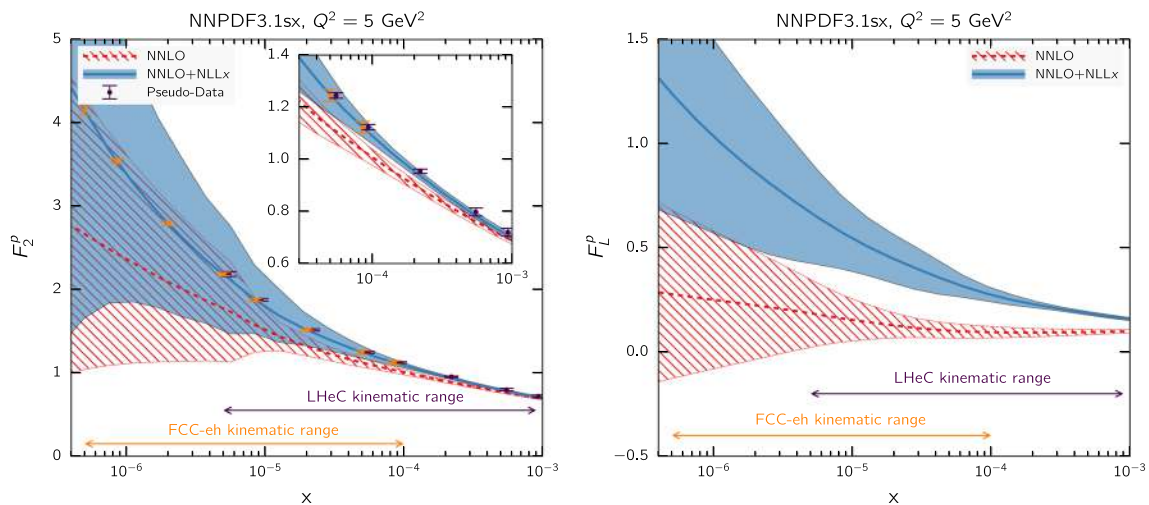 NNPDF3.1sx, Q² = 5 GeV²
5
4
3
2
1
0
F₂ᵖ
NNLO
NNLO+NLLx
Pseudo-Data
1.4
1.2
1.0
0.8
0.6
10⁻⁴
10⁻³
LHeC kinematic range
FCC-eh kinematic range
10⁻⁶
10⁻⁵
10⁻⁴
10⁻³
x
NNPDF3.1sx, Q² = 5 GeV²
1.5
1.0
0.5
0.0
−0.5
F_Lᵖ
NNLO
NNLO+NLLx
LHeC kinematic range
FCC-eh kinematic range
10⁻⁶
10⁻⁵
10⁻⁴
10⁻³
x